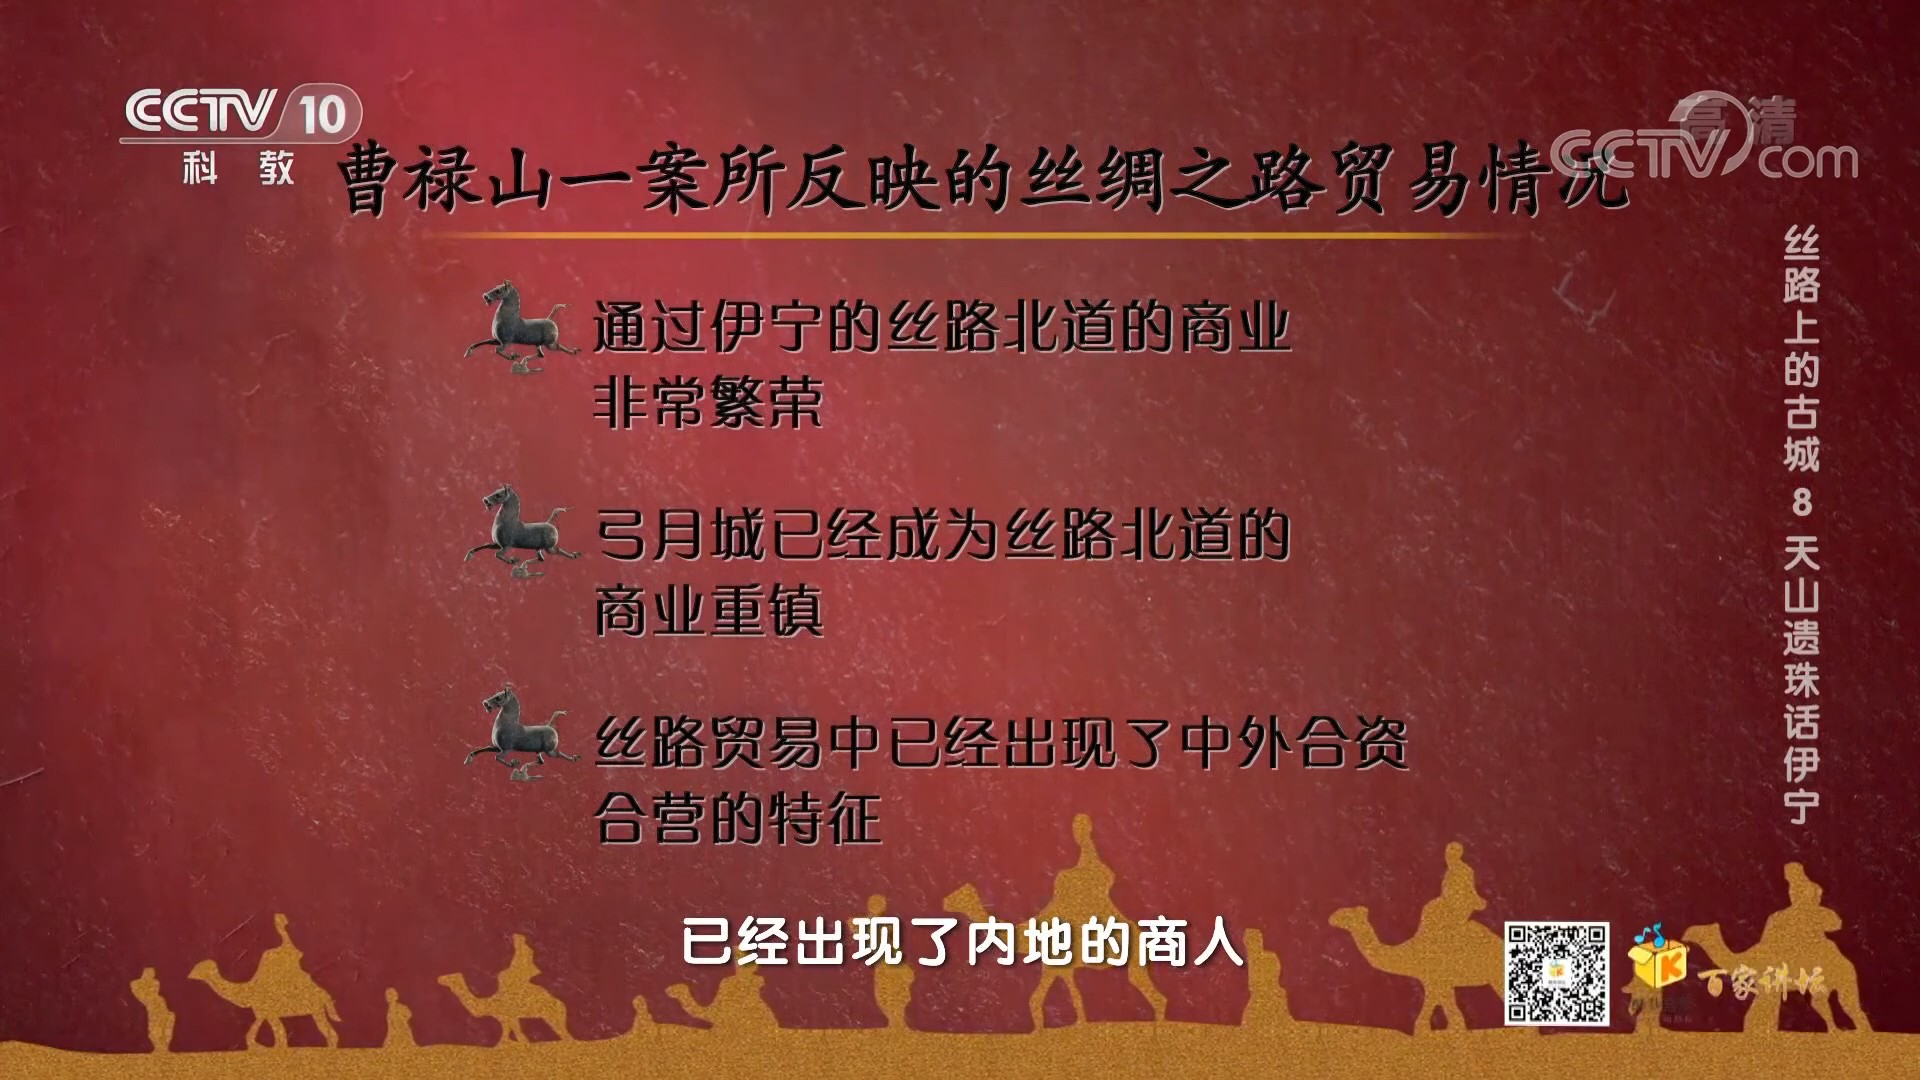 CCTV 10
科 教
高清
CCTV.com
曹禄山一案所反映的丝绸之路贸易情况
通过伊宁的丝路北道的商业
非常繁荣
弓月城已经成为丝路北道的
商业重镇
丝路贸易中已经出现了中外合资
合营的特征
已经出现了内地的商人
丝路上的古城 8 天山遗珠话伊宁
K
百家讲坛